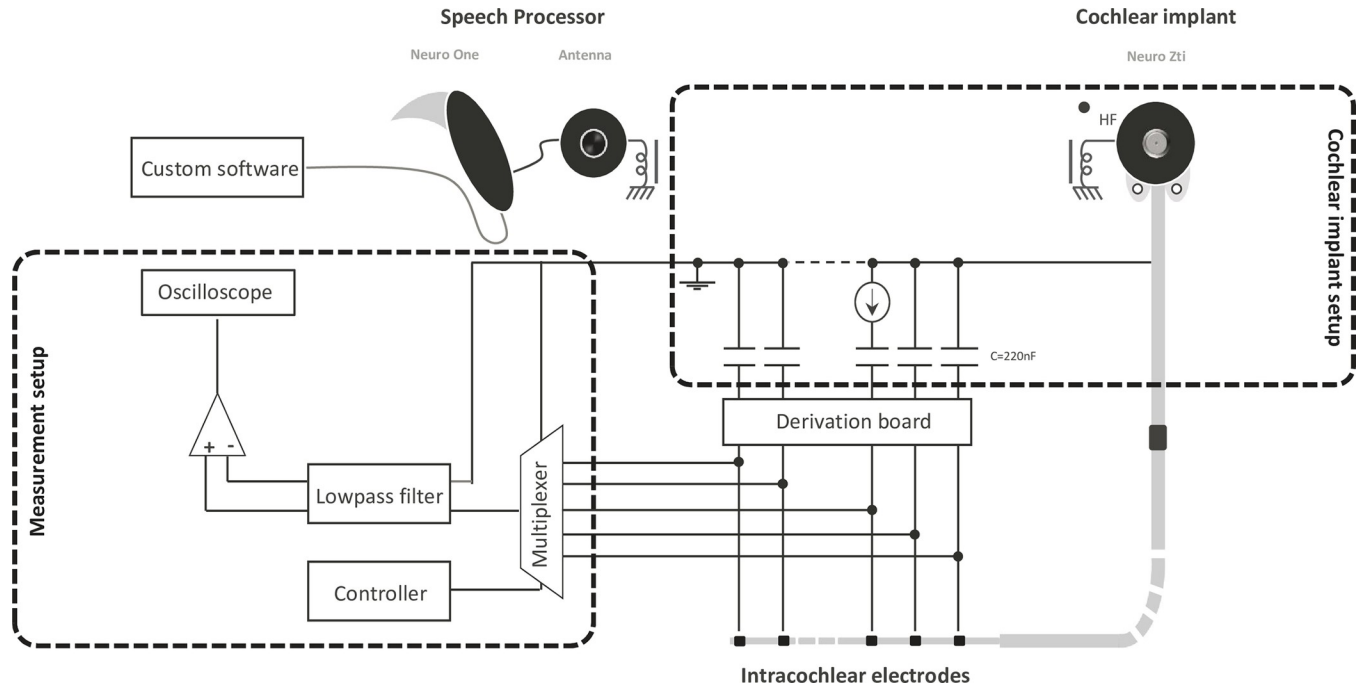 Speech Processor
Cochlear implant
Neuro One
Antenna
Neuro Zti
HF
Custom software
Cochlear implant setup
Oscilloscope
Measurement setup
C=220nF
Derivation board
+ -
Lowpass filter
Multiplexer
Controller
Intracochlear electrodes